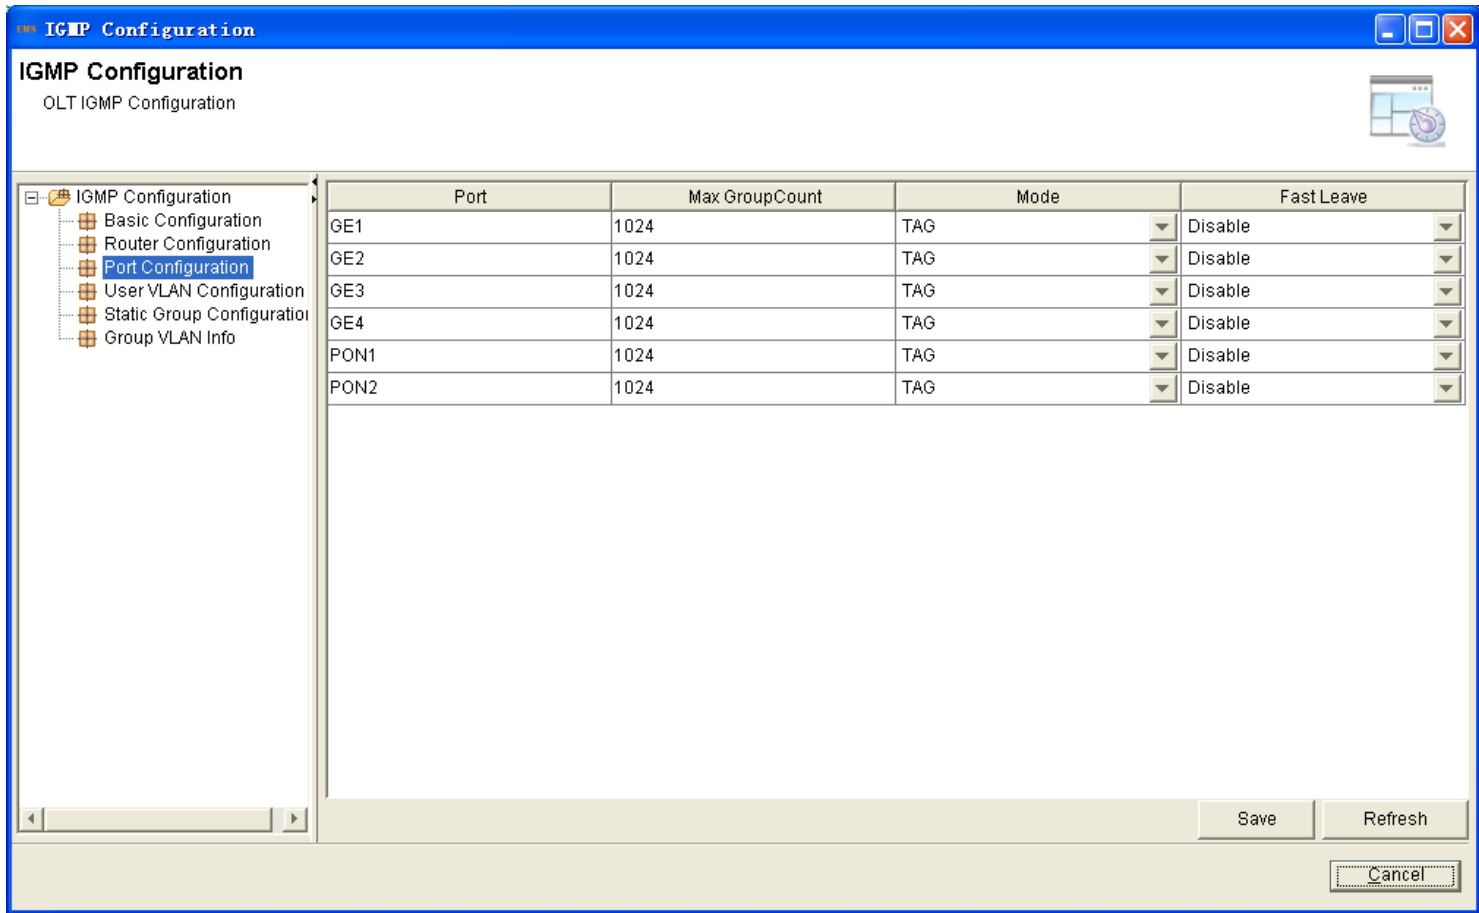 EMS IGMP Configuration
IGMP Configuration
OLT IGMP Configuration
IGMP Configuration
Basic Configuration
Router Configuration
Port Configuration
User VLAN Configuration
Static Group Configuration
Group VLAN Info
Port Max GroupCount Mode Fast Leave
GE1 1024 TAG Disable
GE2 1024 TAG Disable
GE3 1024 TAG Disable
GE4 1024 TAG Disable
PON1 1024 TAG Disable
PON2 1024 TAG Disable
Save Refresh
Cancel